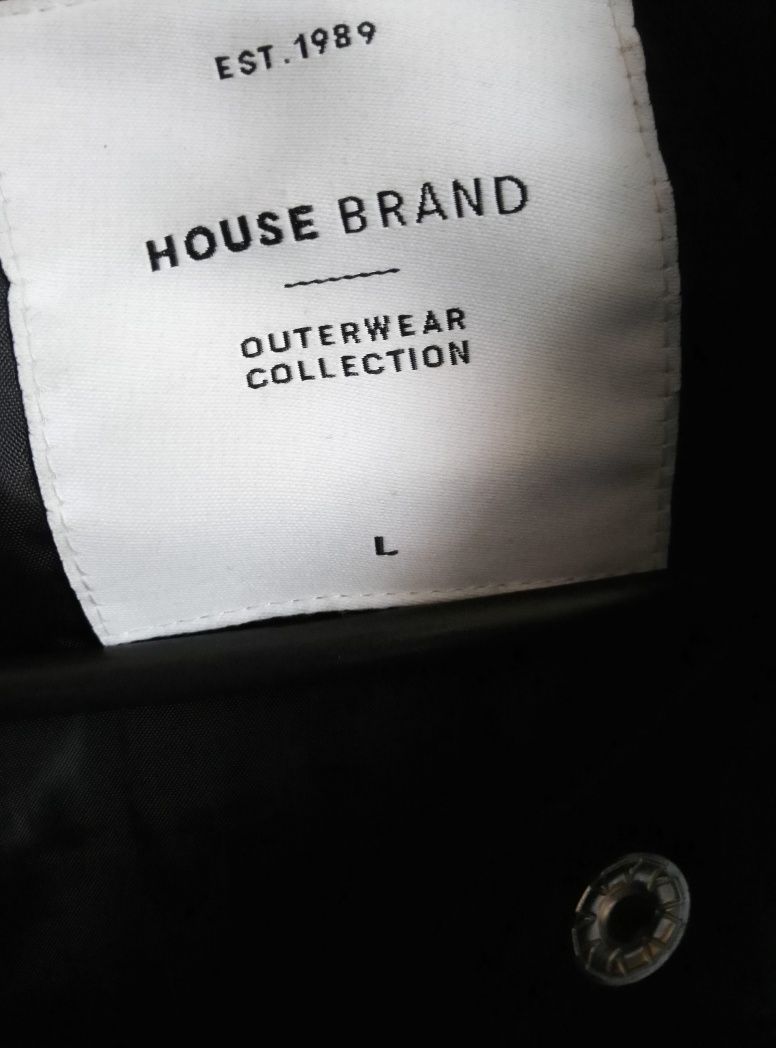 EST.1989
HOUSE BRAND
OUTERWEAR
COLLECTION
L